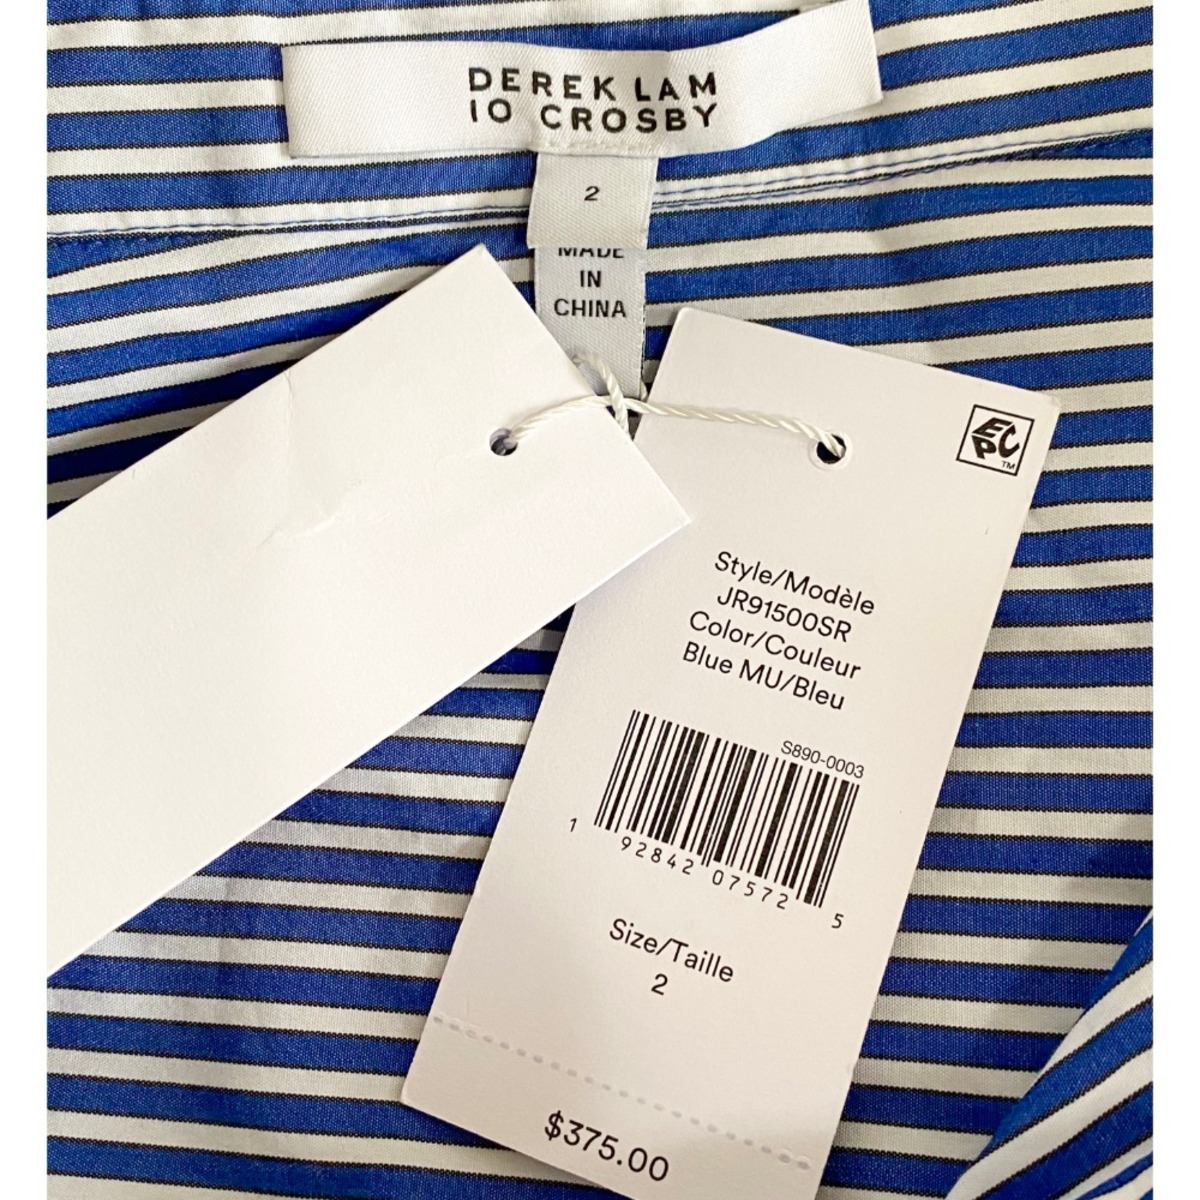 DEREK LAM
10 CROSBY
2
MADE
IN
CHINA
EPC
TM
Style/Modèle
JR91500SR
Color/Couleur
Blue MU/Bleu
S890-0003
1 92842 07572 5
Size/Taille
2
$375.00